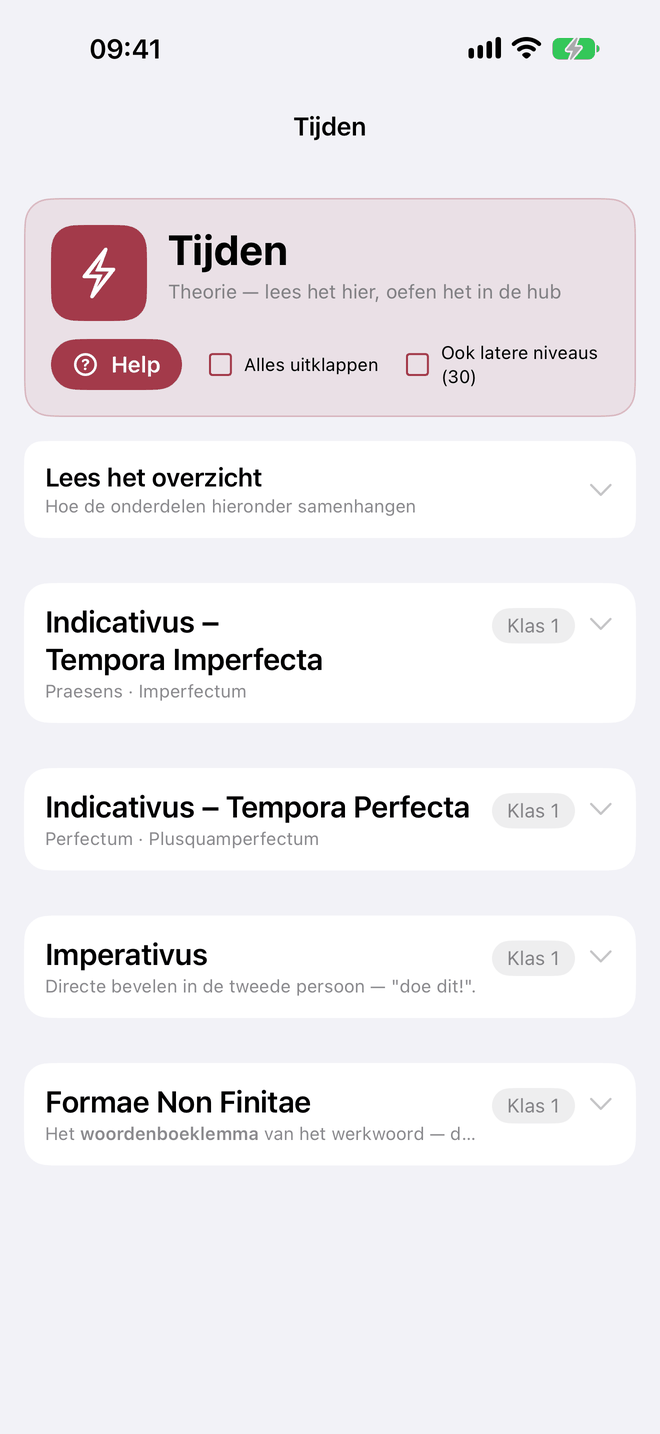 09:41
Tijden
Tijden
Theorie — lees het hier, oefen het in de hub
Help
Alles uitklappen
Ook latere niveaus
(30)
Lees het overzicht
Hoe de onderdelen hieronder samenhangen
Indicativus –
Tempora Imperfecta
Klas 1
Praesens · Imperfectum
Indicativus – Tempora Perfecta
Klas 1
Perfectum · Plusquamperfectum
Imperativus
Klas 1
Directe bevelen in de tweede persoon — "doe dit!".
Formae Non Finitae
Klas 1
Het woordenboeklemma van het werkwoord — d...